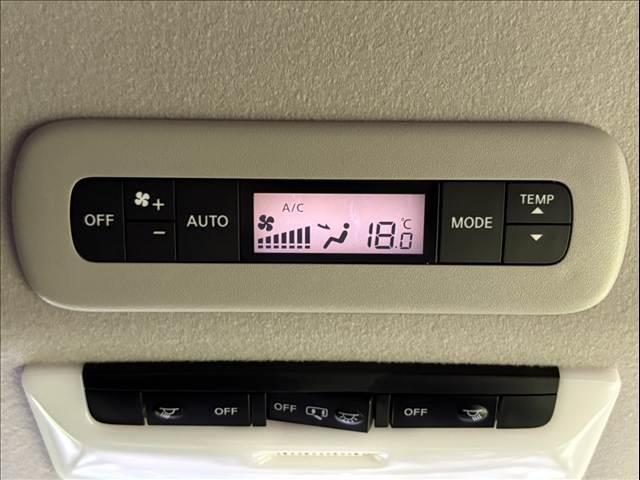 OFF + - AUTO A/C 18.0°C MODE TEMP
OFF OFF OFF